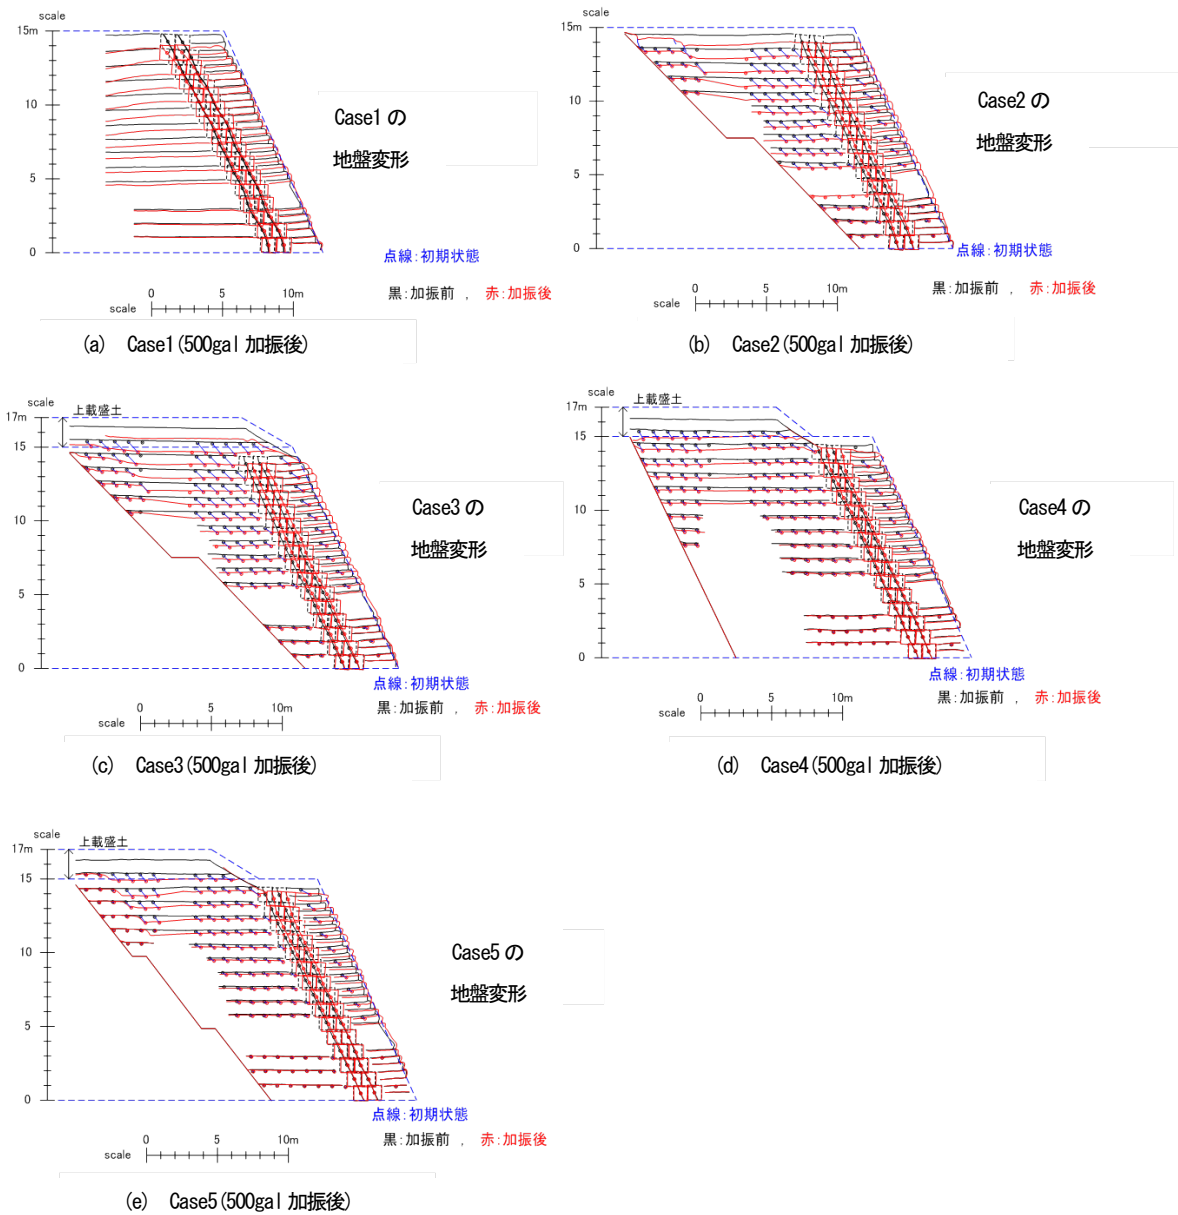 scale
15m
10
5
0
Case1 の
地盤変形
点線:初期状態
黒:加振前 , 赤:加振後
0 5 10m
scale
(a) Case1(500gal 加振後)
scale
15m
10
5
0
Case2 の
地盤変形
点線:初期状態
黒:加振前 , 赤:加振後
0 5 10m
scale
(b) Case2(500gal 加振後)
scale
17m
上載盛土
15
10
5
0
Case3 の
地盤変形
点線:初期状態
黒:加振前 , 赤:加振後
0 5 10m
scale
(c) Case3(500gal 加振後)
scale
17m
上載盛土
15
10
5
0
Case4 の
地盤変形
点線:初期状態
黒:加振前 , 赤:加振後
0 5 10m
scale
(d) Case4(500gal 加振後)
scale
17m
上載盛土
15
10
5
0
Case5 の
地盤変形
点線:初期状態
黒:加振前 , 赤:加振後
0 5 10m
scale
(e) Case5(500gal 加振後)